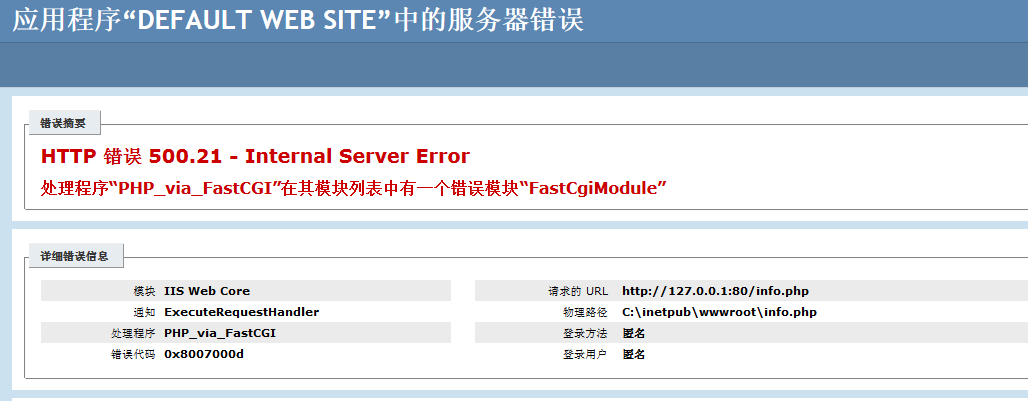 应用程序“DEFAULT WEB SITE”中的服务器错误
错误摘要
HTTP 错误 500.21 - Internal Server Error
处理程序“PHP_via_FastCGI”在其模块列表中有一个错误模块“FastCgiModule”
详细错误信息
模块 IIS Web Core
通知 ExecuteRequestHandler
处理程序 PHP_via_FastCGI
错误代码 0x8007000d
请求的 URL http://127.0.0.1:80/info.php
物理路径 C:\inetpub\wwwroot\info.php
登录方法 匿名
登录用户 匿名